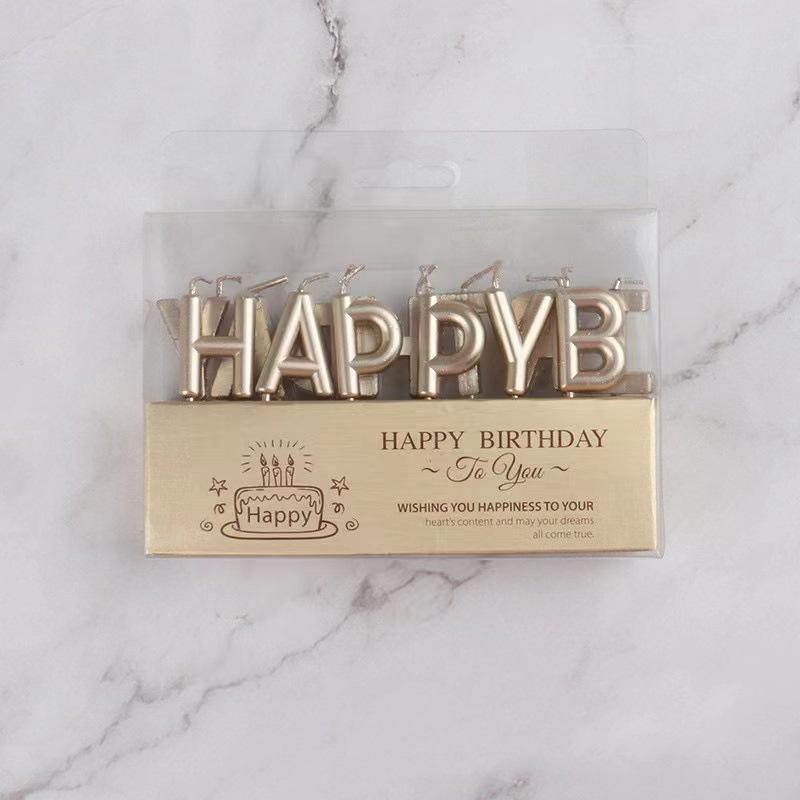 HAPPYB
Happy
HAPPY BIRTHDAY
~ To You ~
WISHING YOU HAPPINESS TO YOUR
heart's content and may your dreams
all come true.